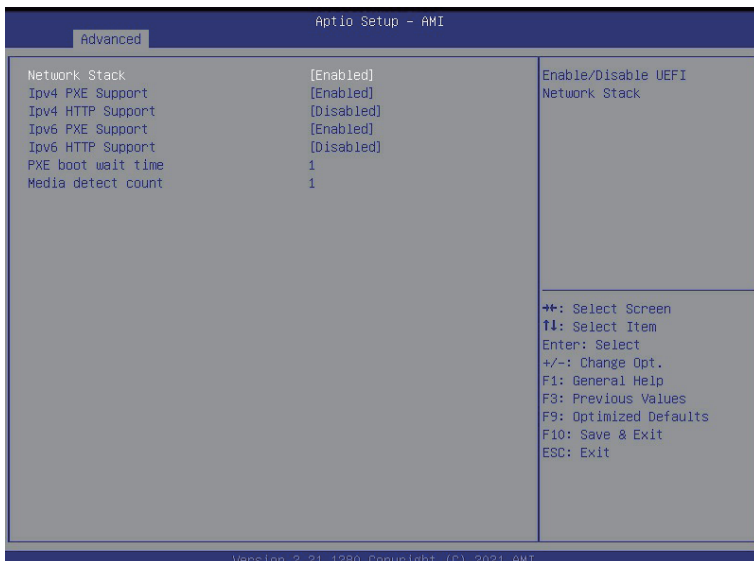 Aptio Setup – AMI
Advanced
Network Stack [Enabled]
Ipv4 PXE Support [Enabled]
Ipv4 HTTP Support [Disabled]
Ipv6 PXE Support [Enabled]
Ipv6 HTTP Support [Disabled]
PXE boot wait time 1
Media detect count 1
Enable/Disable UEFI
Network Stack
→←: Select Screen
↑↓: Select Item
Enter: Select
+/-: Change Opt.
F1: General Help
F3: Previous Values
F9: Optimized Defaults
F10: Save & Exit
ESC: Exit
Version 2.21.1280 Copyright (C) 2021 AMI